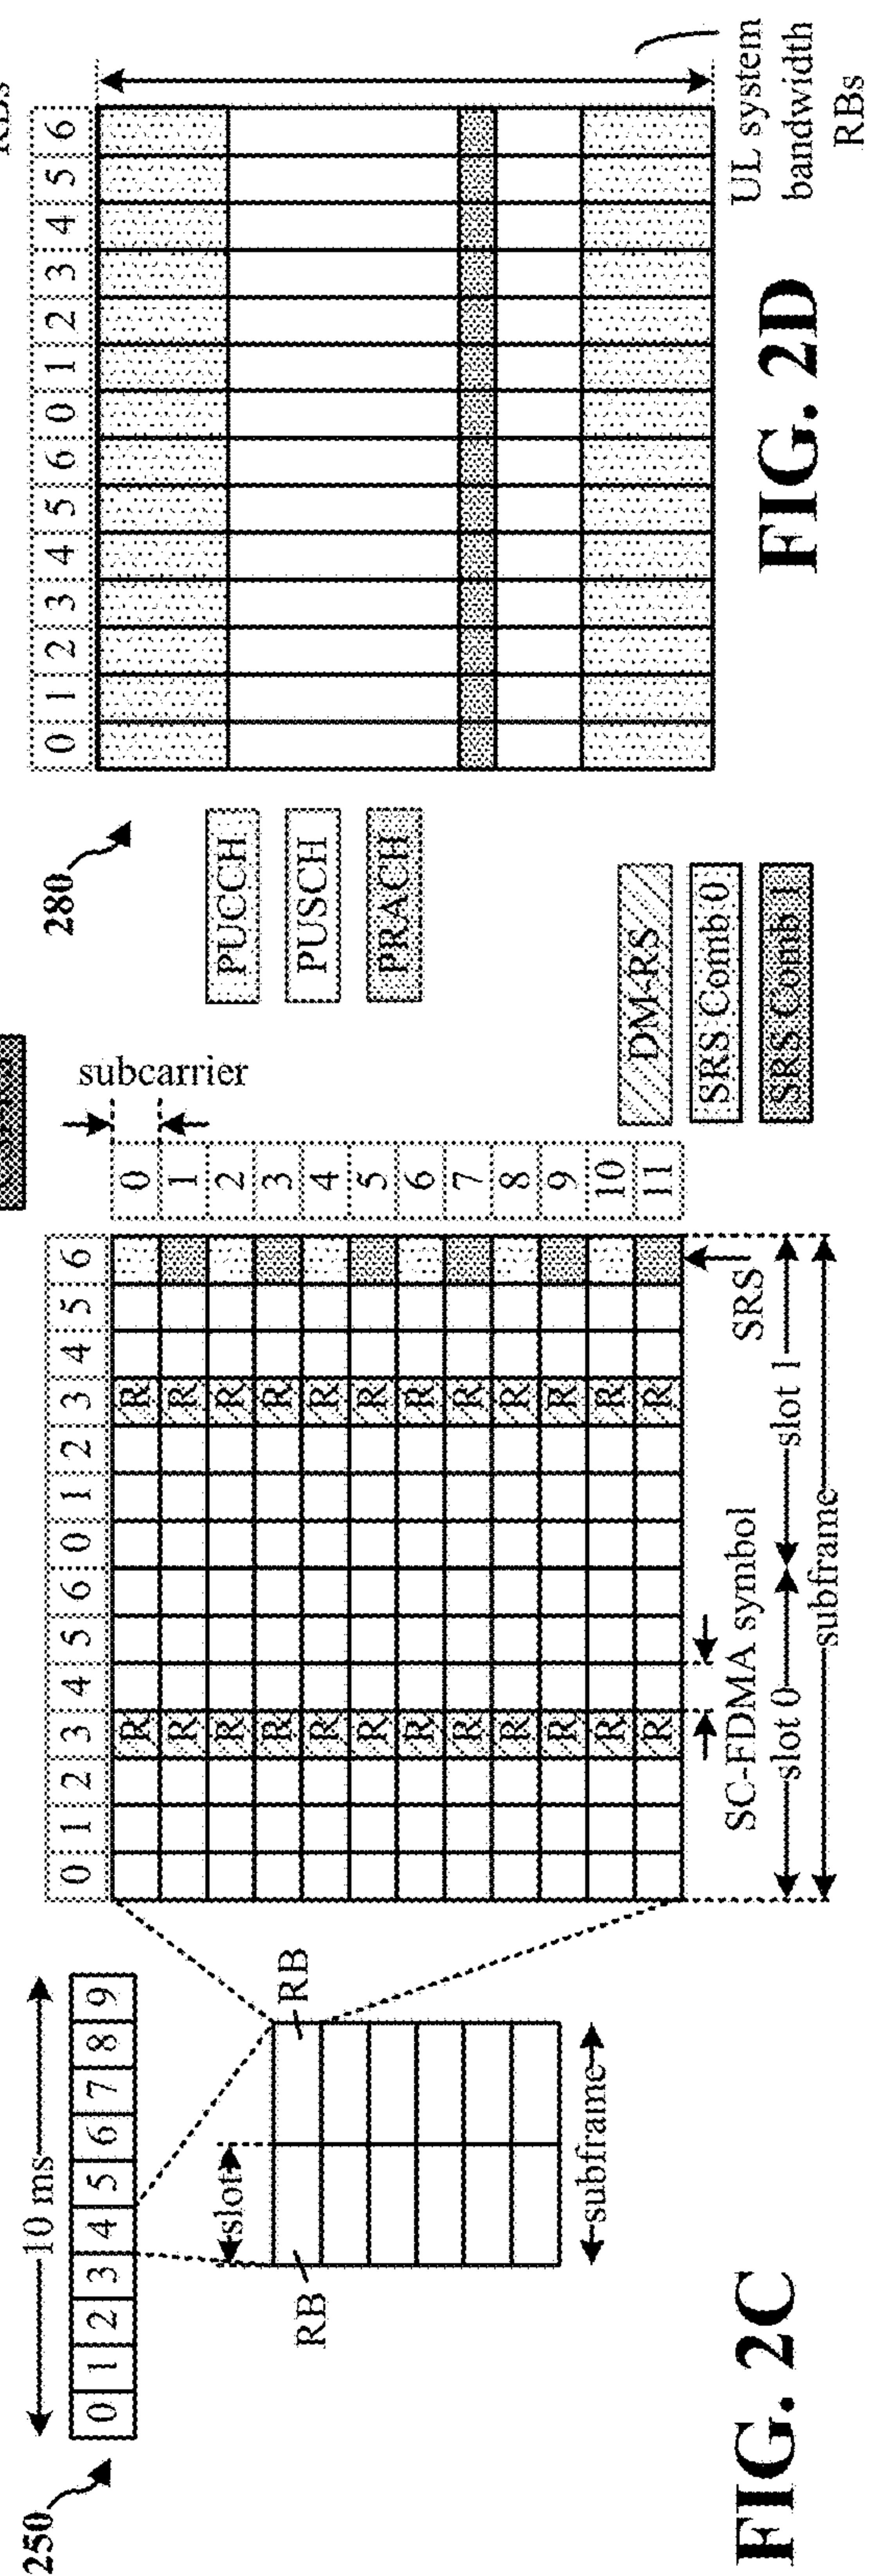 250
10 ms
0 1 2 3 4 5 6 7 8 9
slot
RB
RB
subframe
FIG. 2C
0 1 2 3 4 5 6 0 1 2 3 4 5 6
subcarrier
0
1
2
3
4
5
6
7
8
9
10
11
R R
R R
R R
R R
R R
R R
R R
R R
R R
R R
R R
R R
SC-FDMA symbol
SRS
slot 0
slot 1
subframe
DM-RS
SRS Comb 0
SRS Comb 1
280
PUCCH
PUSCH
PRACH
0 1 2 3 4 5 6 0 1 2 3 4 5 6
RBs
UL system
bandwidth
RBs
FIG. 2D